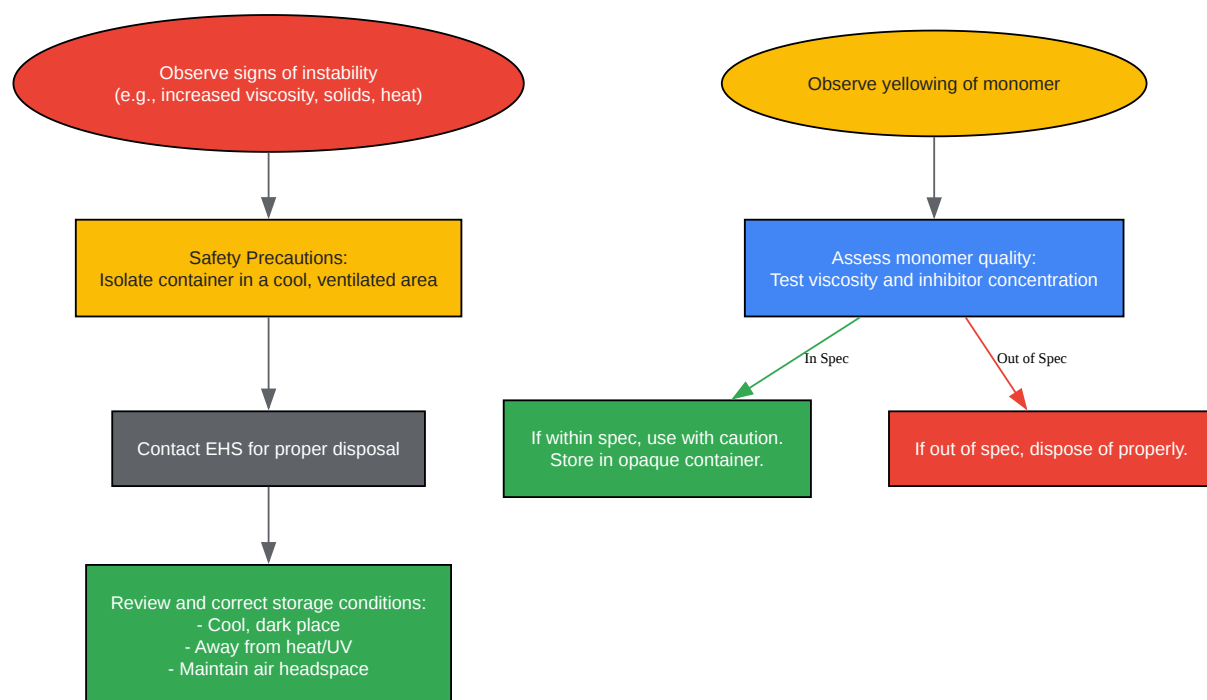 Observe signs of instability
(e.g., increased viscosity, solids, heat)
Safety Precautions:
Isolate container in a cool, ventilated area
Contact EHS for proper disposal
Review and correct storage conditions:
- Cool, dark place
- Away from heat/UV
- Maintain air headspace
Observe yellowing of monomer
Assess monomer quality:
Test viscosity and inhibitor concentration
In Spec
Out of Spec
If within spec, use with caution.
Store in opaque container.
If out of spec, dispose of properly.